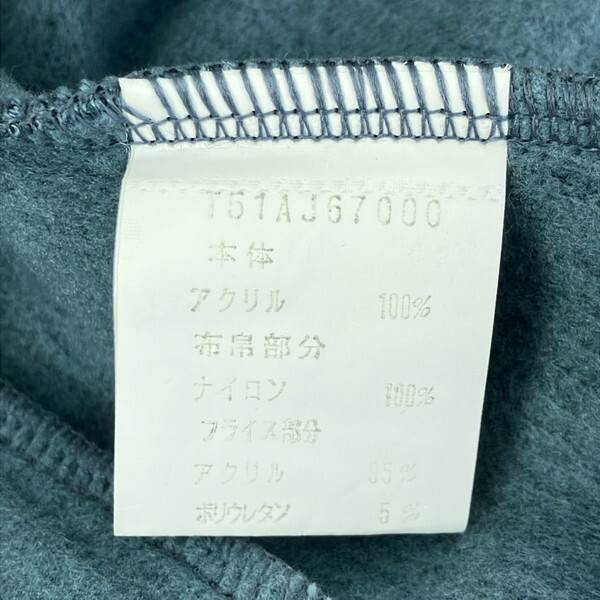 T51AJ67000
本体
アクリル 100%
布帛部分
ナイロン 100%
フライス部分
アクリル 95%
ポリウレタン 5%